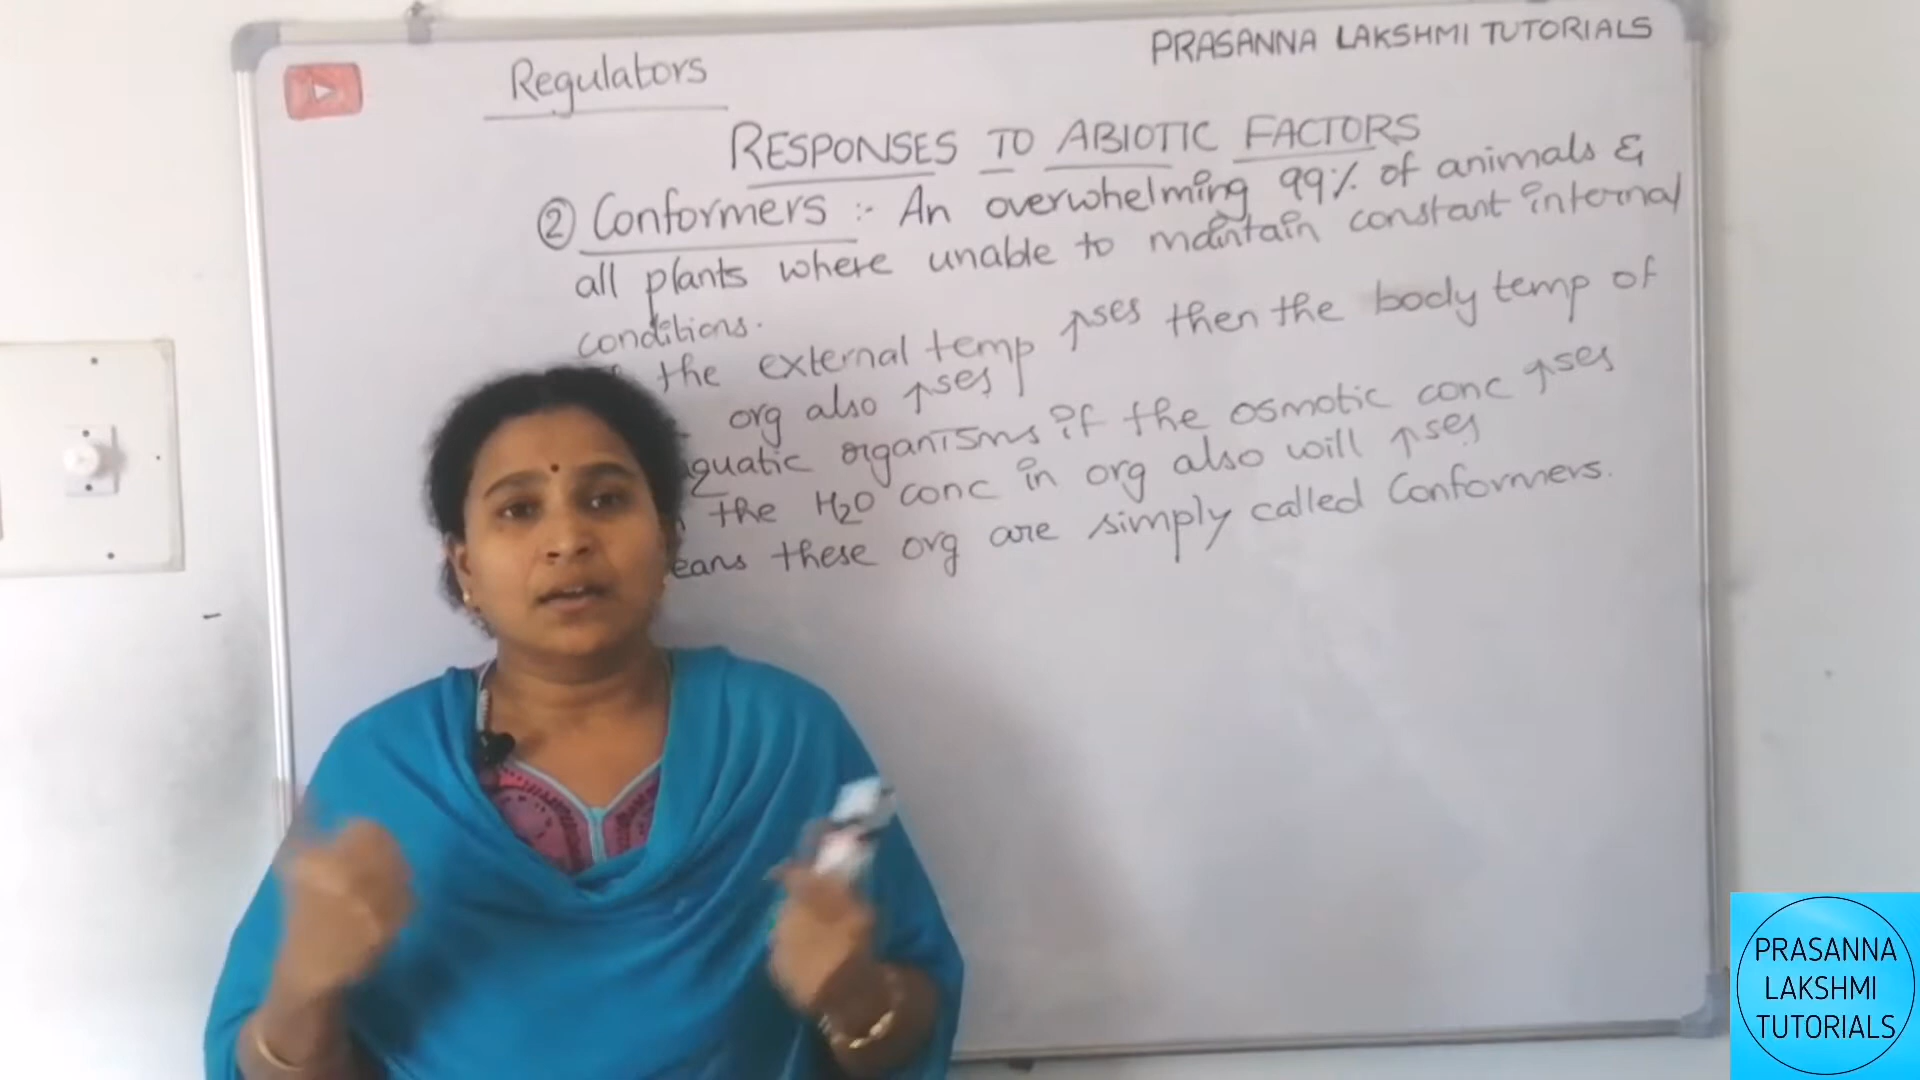 PRASANNA LAKSHMI TUTORIALS
Regulators
RESPONSES TO ABIOTIC FACTORS
② Conformers :- An overwhelming 99% of animals &
all plants where unable to maintain constant internal
conditions.
the external temp ↑ses then the body temp of
org also ↑ses
aquatic organisms if the osmotic conc ↑ses
the H₂O conc in org also will ↑ses
eans these org are simply called Conformers.
PRASANNA
LAKSHMI
TUTORIALS